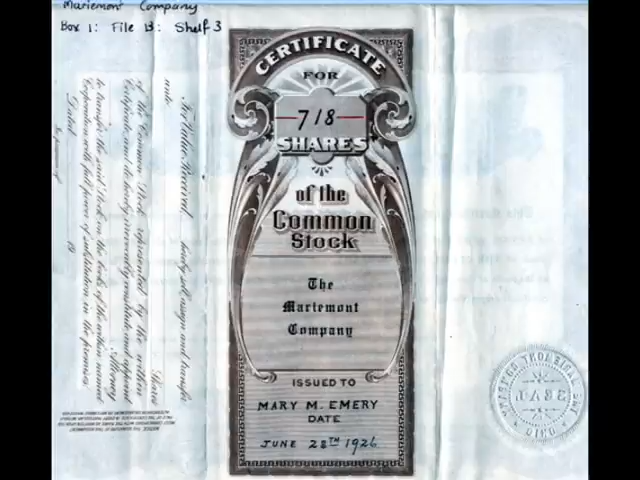 Mariemont Company
Box 1: File 13: Shelf 3
CERTIFICATE
FOR
718
SHARES
of the
Common
Stock
The
Mariemont
Company
ISSUED TO
MARY M. EMERY
DATE
JUNE 28TH 1926
For Value Received, hereby sell, assign and transfer
unto
Shares
of the Common Stock represented by the within
Certificate, and do hereby irrevocably constitute and appoint
Attorney
to transfer the said Stock on the books of the within named
Corporation with full power of substitution in the premises.
Dated 19
In presence of
SEAL
OHIO